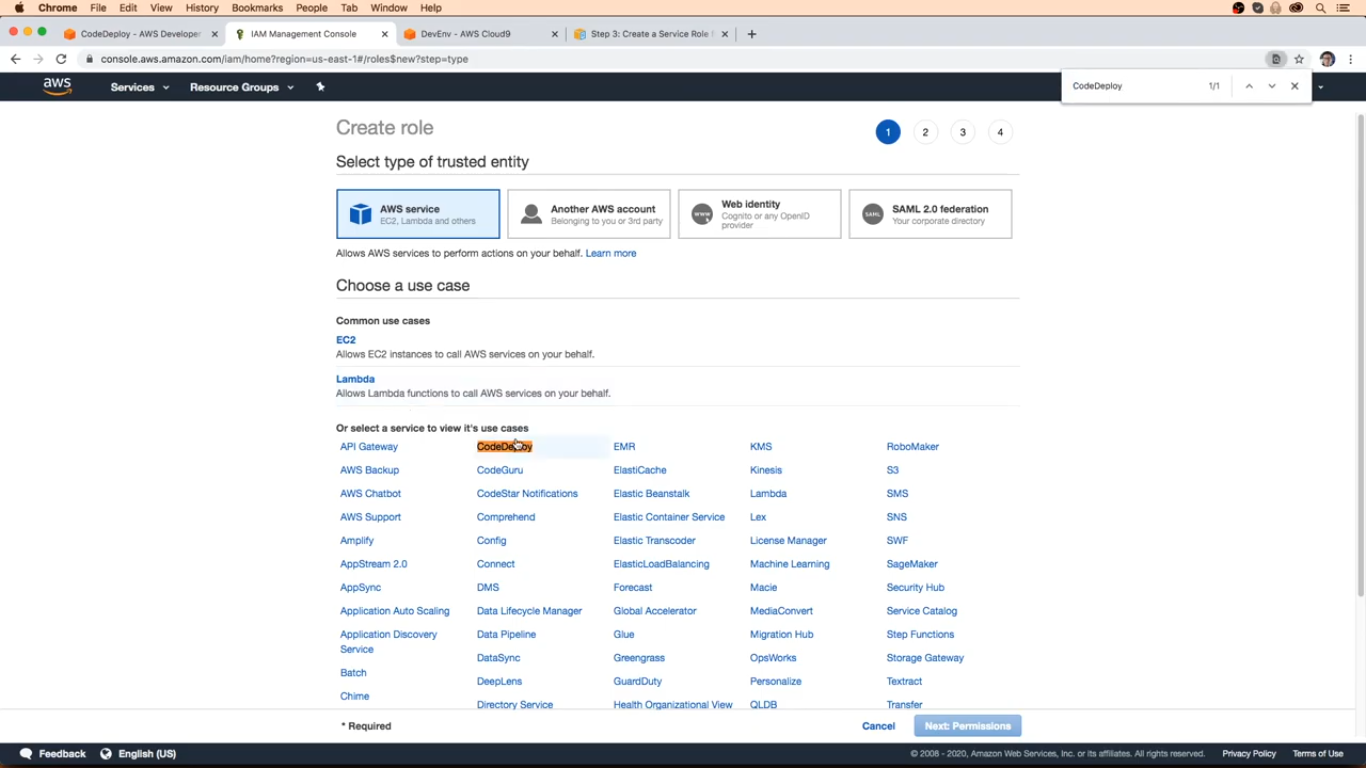 Chrome File Edit View History Bookmarks People Tab Window Help
CodeDeploy - AWS Developer IAM Management Console DevEnv - AWS Cloud9 Step 3: Create a Service Role f
console.aws.amazon.com/iam/home?region=us-east-1#/roles$new?step=type
aws Services Resource Groups
CodeDeploy 1/1
Create role 1 2 3 4
Select type of trusted entity
AWS service
EC2, Lambda and others
Another AWS account
Belonging to you or 3rd party
WWW
Web identity
Cognito or any OpenID
provider
SAML
SAML 2.0 federation
Your corporate directory
Allows AWS services to perform actions on your behalf. Learn more
Choose a use case
Common use cases
EC2
Allows EC2 instances to call AWS services on your behalf.
Lambda
Allows Lambda functions to call AWS services on your behalf.
Or select a service to view it's use cases
API Gateway CodeDeploy EMR KMS RoboMaker
AWS Backup CodeGuru ElastiCache Kinesis S3
AWS Chatbot CodeStar Notifications Elastic Beanstalk Lambda SMS
AWS Support Comprehend Elastic Container Service Lex SNS
Amplify Config Elastic Transcoder License Manager SWF
AppStream 2.0 Connect ElasticLoadBalancing Machine Learning SageMaker
AppSync DMS Forecast Macie Security Hub
Application Auto Scaling Data Lifecycle Manager Global Accelerator MediaConvert Service Catalog
Application Discovery Data Pipeline Glue Migration Hub Step Functions
Service
DataSync Greengrass OpsWorks Storage Gateway
Batch DeepLens GuardDuty Personalize Textract
Chime Directory Service Health Organizational View QLDB Transfer
* Required Cancel Next: Permissions
Feedback English (US) © 2008 - 2020, Amazon Web Services, Inc. or its affiliates. All rights reserved. Privacy Policy Terms of Use